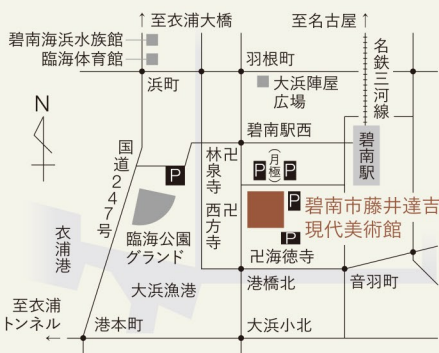 ↑至衣浦大橋
至名古屋↑
碧南海浜水族館
臨海体育館
浜町
羽根町
大浜陣屋
広場
名鉄三河線
N
国道247号
碧南駅西
碧南駅
P
林泉寺
卍
(月極)
P
P
西方寺
卍
P
碧南市藤井達吉
現代美術館
P
臨海公園
グランド
衣浦港
卍海徳寺
大浜漁港
港橋北
音羽町
至衣浦
トンネル ←
港本町
大浜小北